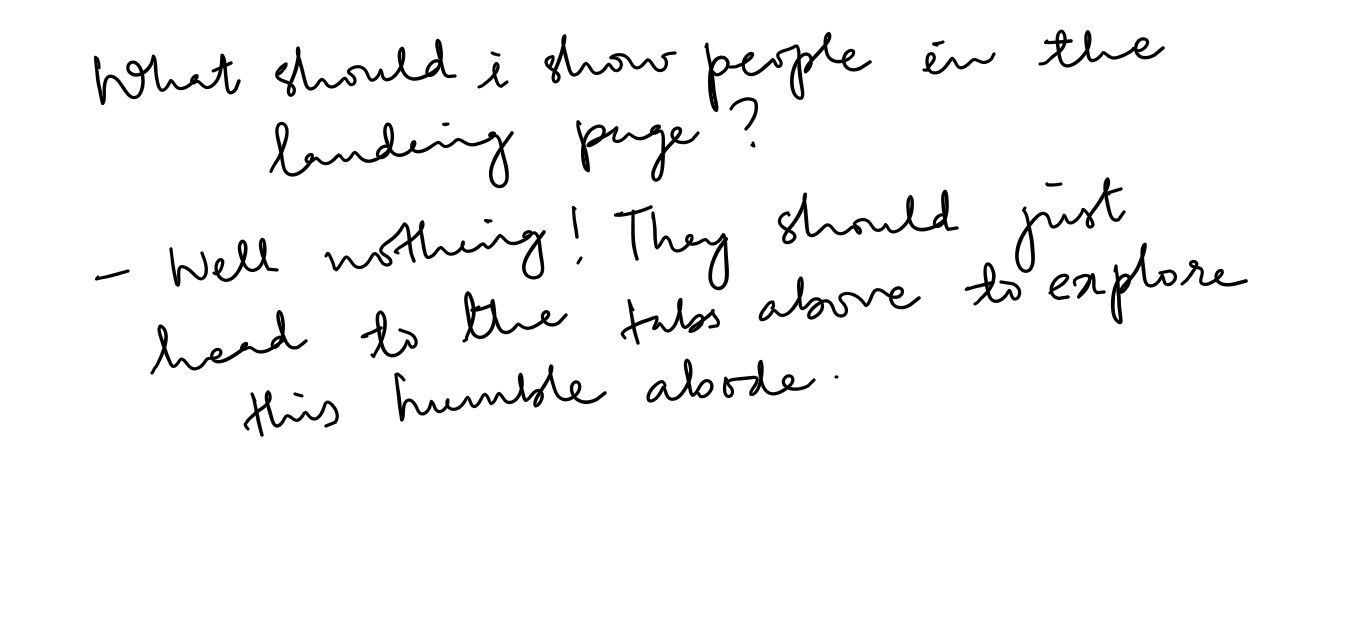 What should i show people in the
landing page?
- Well nothing! They should just
head to the tabs above to explore
this humble abode.